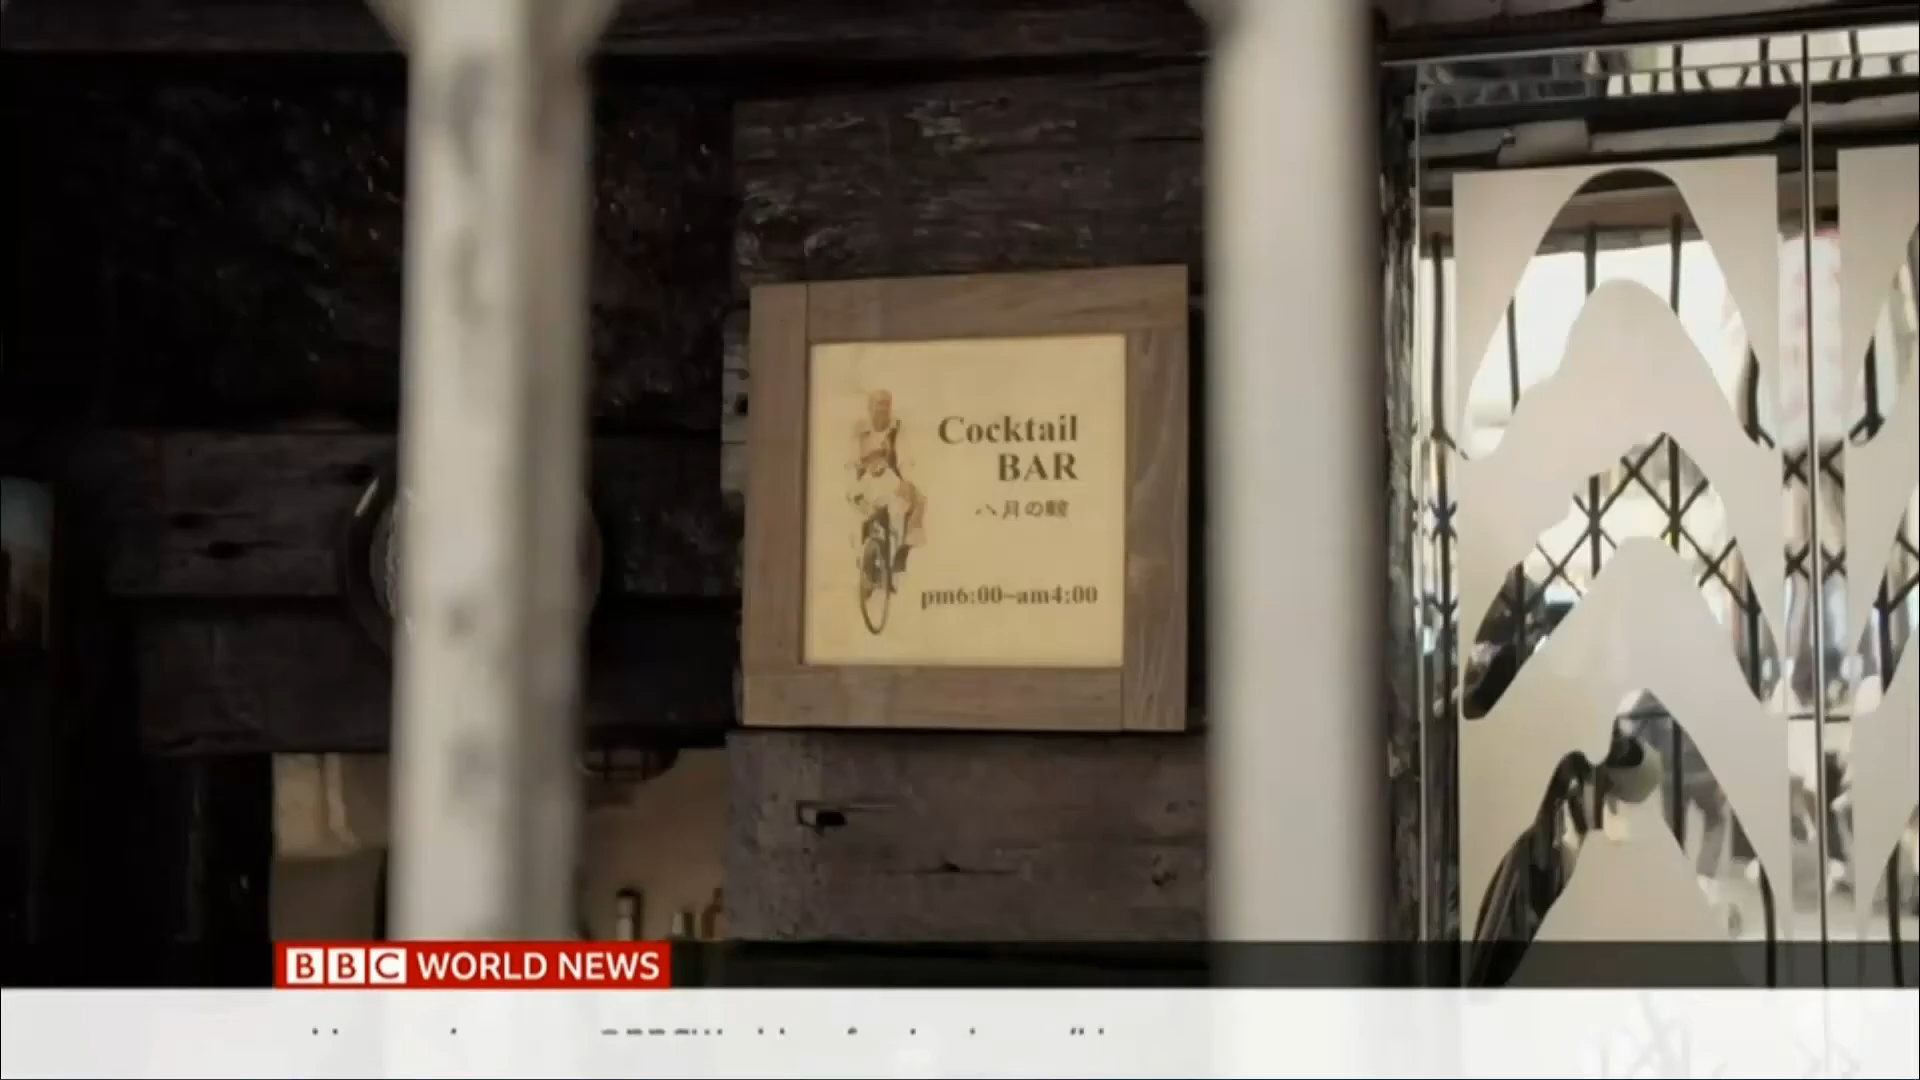 Cocktail
BAR
八月の鯨
pm6:00~am4:00
BBC WORLD NEWS